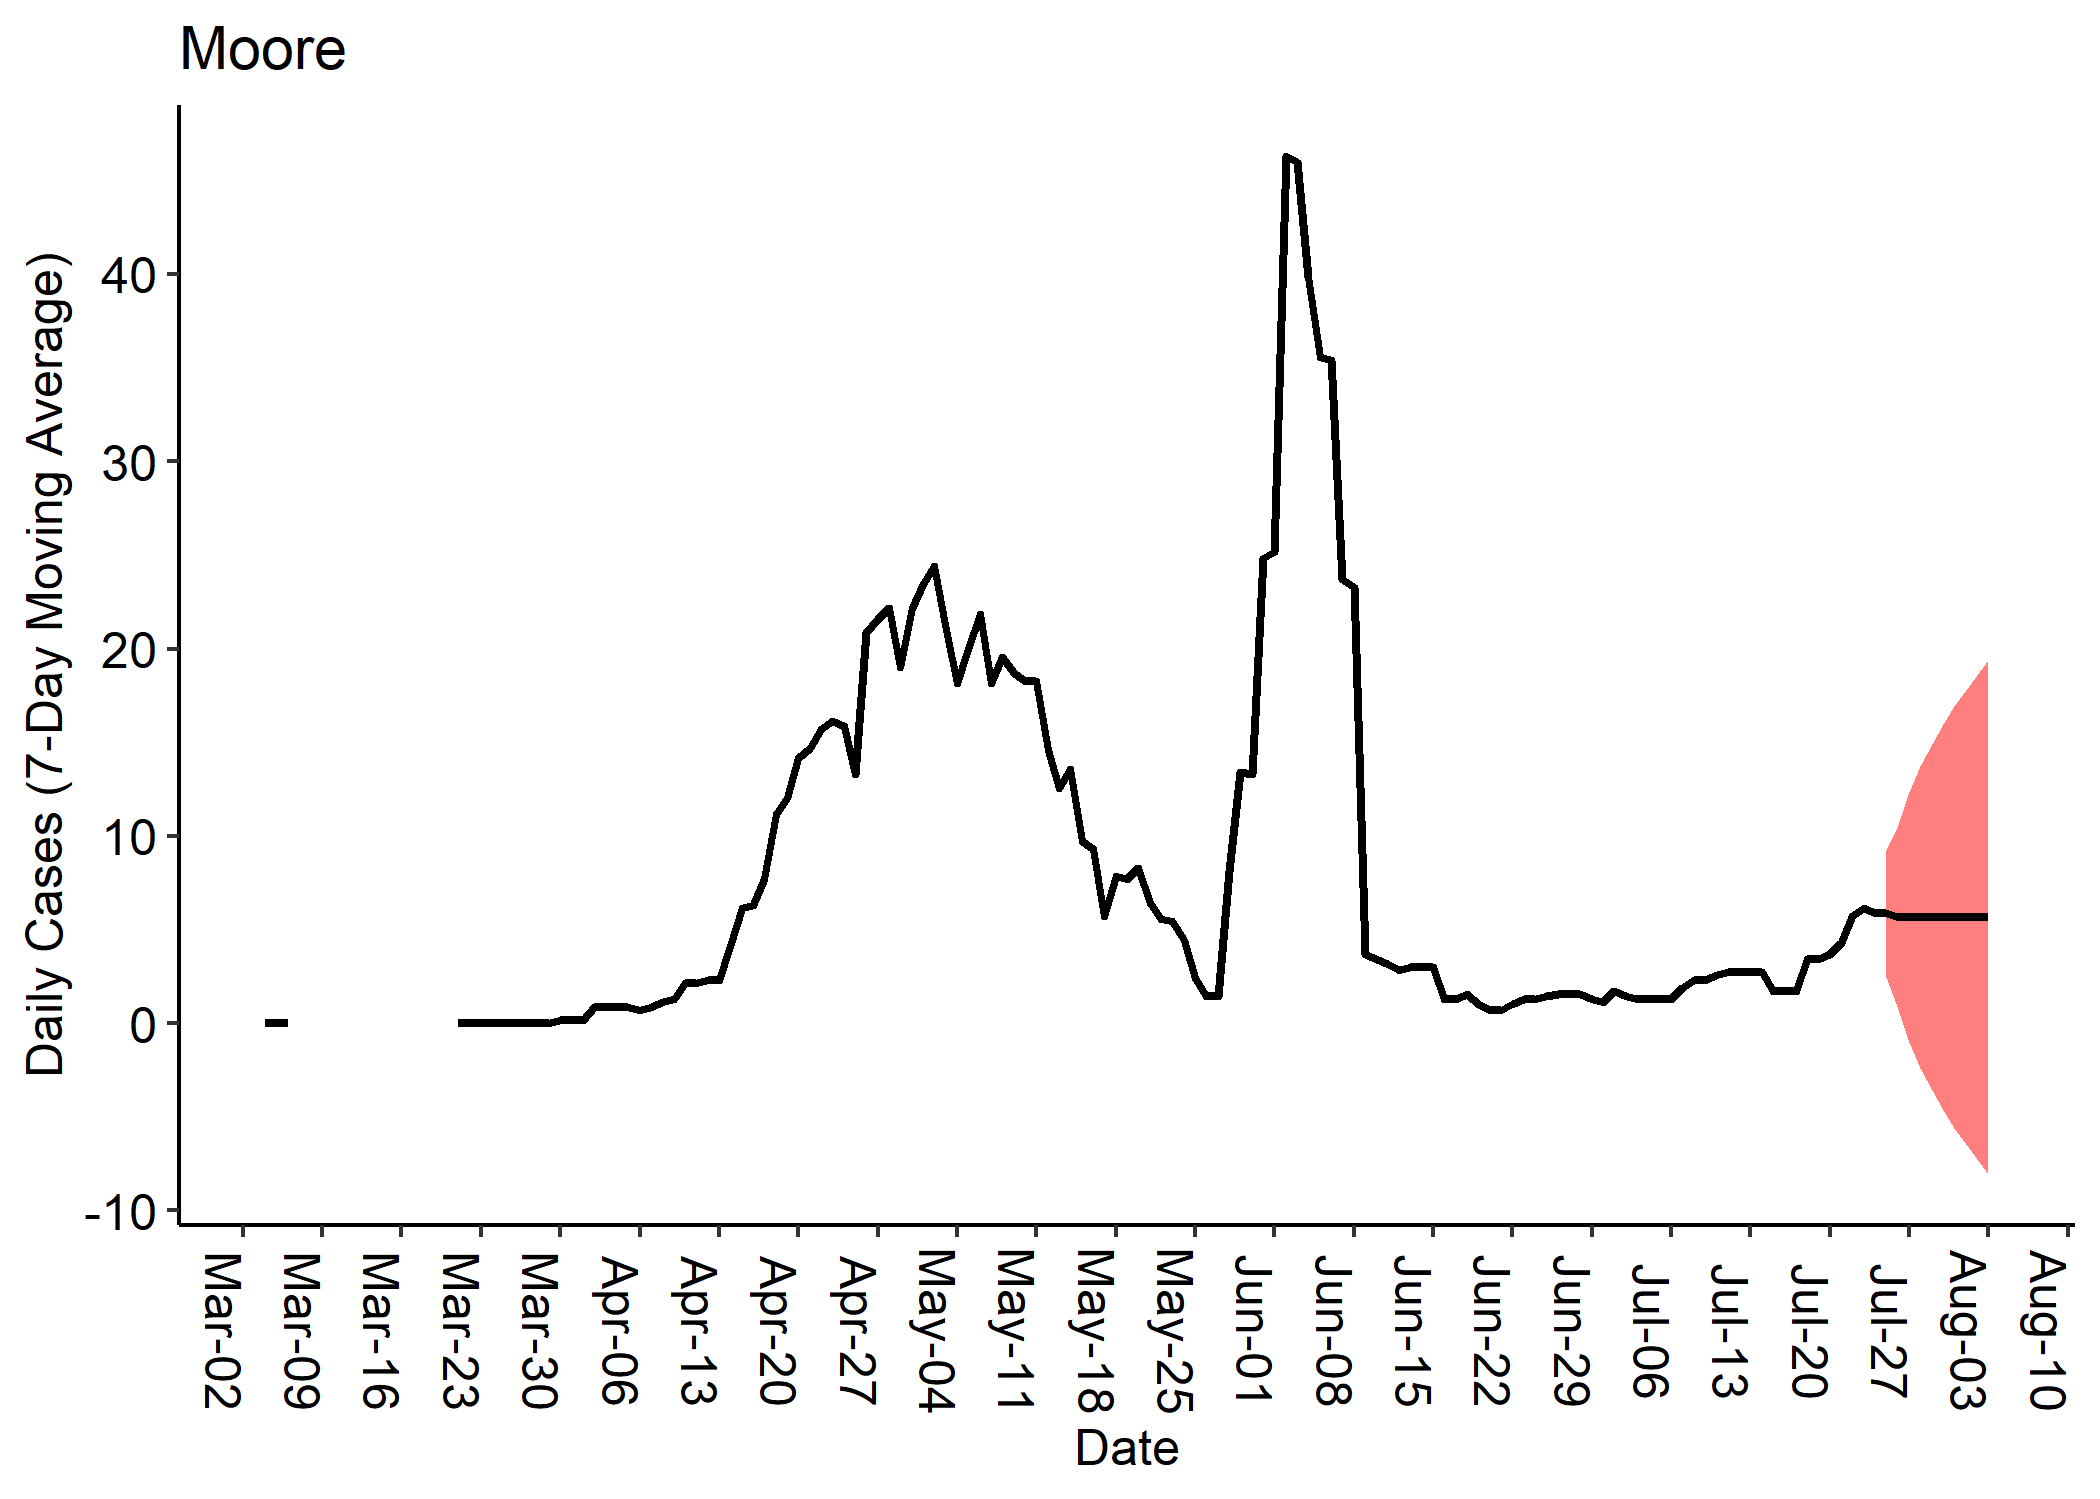 Moore
Daily Cases (7-Day Moving Average)
40
30
20
10
0
-10
Mar-02
Mar-09
Mar-16
Mar-23
Mar-30
Apr-06
Apr-13
Apr-20
Apr-27
May-04
May-11
May-18
May-25
Jun-01
Jun-08
Jun-15
Jun-22
Jun-29
Jul-06
Jul-13
Jul-20
Jul-27
Aug-03
Aug-10
Date